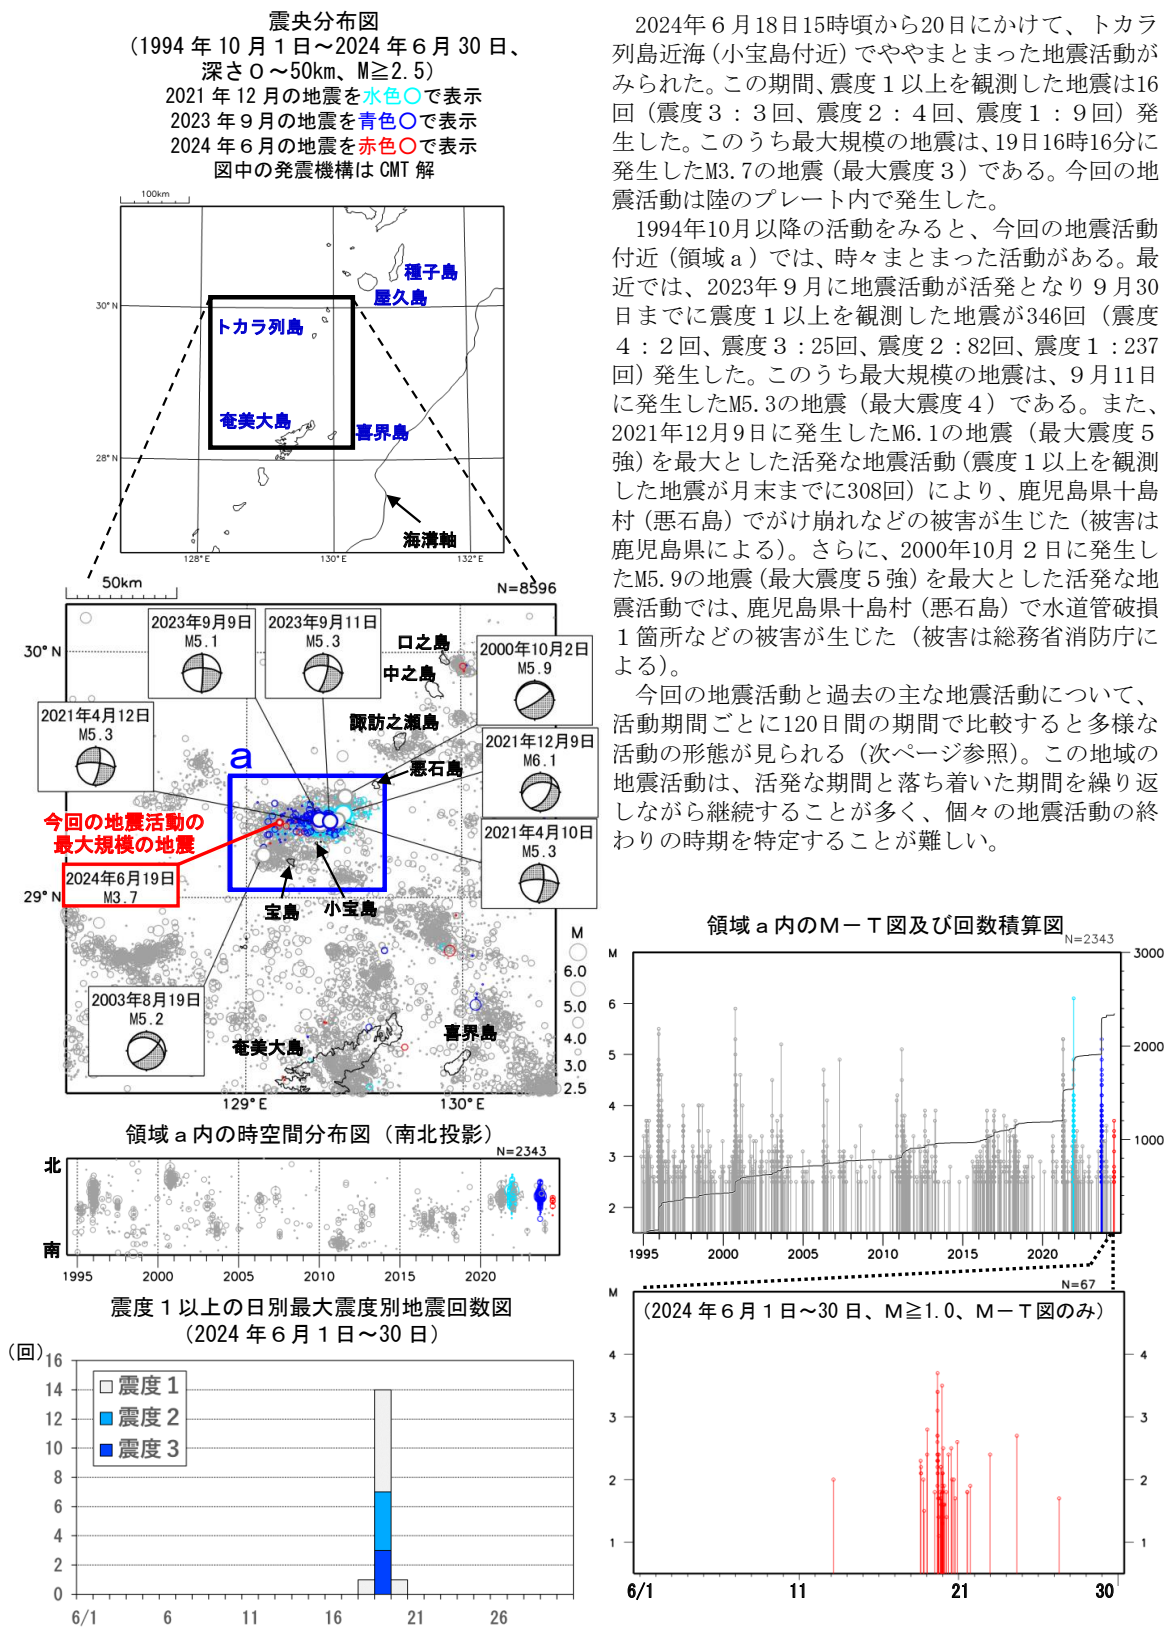 震央分布図
(1994年10月1日～2024年6月30日、
深さ0～50km、M≧2.5)
2021年12月の地震を水色○で表示
2023年9月の地震を青色○で表示
2024年6月の地震を赤色○で表示
図中の発震機構はCMT解
100km
種子島
屋久島
30°N
トカラ列島
奄美大島
喜界島
28°N
海溝軸
128°E
130°E
132°E
50km
N=8596
2023年9月9日
M5.1
2023年9月11日
M5.3
口之島
2000年10月2日
M5.9
30°N
中之島
2021年4月12日
M5.3
諏訪之瀬島
2021年12月9日
M6.1
a
悪石島
今回の地震活動の
最大規模の地震
2021年4月10日
M5.3
2024年6月19日
M3.7
29°N
宝島
小宝島
M
6.0
5.0
4.0
3.0
2.5
2003年8月19日
M5.2
奄美大島
喜界島
129°E
130°E
領域a内の時空間分布図（南北投影）
N=2343
北
南
1995
2000
2005
2010
2015
2020
震度1以上の日別最大震度別地震回数図
(2024年6月1日～30日)
(回)
16
14
12
10
8
6
4
2
0
震度1
震度2
震度3
6/1
6
11
16
21
26
2024年6月18日15時頃から20日にかけて、トカラ
列島近海(小宝島付近)でややまとまった地震活動が
みられた。この期間、震度1以上を観測した地震は16
回（震度3：3回、震度2：4回、震度1：9回）発
生した。このうち最大規模の地震は、19日16時16分に
発生したM3.7の地震（最大震度3）である。今回の地
震活動は陸のプレート内で発生した。
1994年10月以降の活動をみると、今回の地震活動
付近（領域a）では、時々まとまった活動がある。最
近では、2023年9月に地震活動が活発となり9月30
日までに震度1以上を観測した地震が346回（震度
4：2回、震度3：25回、震度2：82回、震度1：237
回）発生した。このうち最大規模の地震は、9月11日
に発生したM5.3の地震（最大震度4）である。また、
2021年12月9日に発生したM6.1の地震（最大震度5
強）を最大とした活発な地震活動（震度1以上を観測
した地震が月末までに308回）により、鹿児島県十島
村（悪石島）でがけ崩れなどの被害が生じた（被害は
鹿児島県による）。さらに、2000年10月2日に発生し
たM5.9の地震（最大震度5強）を最大とした活発な地
震活動では、鹿児島県十島村（悪石島）で水道管破損
1箇所などの被害が生じた（被害は総務省消防庁に
よる）。
今回の地震活動と過去の主な地震活動について、
活動期間ごとに120日間の期間で比較すると多様な
活動の形態が見られる（次ページ参照）。この地域の
地震活動は、活発な期間と落ち着いた期間を繰り返
しながら継続することが多く、個々の地震活動の終
わりの時期を特定することが難しい。
領域a内のM－T図及び回数積算図
N=2343
M
6
5
4
3
2
3000
2000
1000
1995
2000
2005
2010
2015
2020
N=67
M
(2024年6月1日～30日、M≧1.0、M－T図のみ)
4
3
2
1
4
3
2
1
6/1
11
21
30